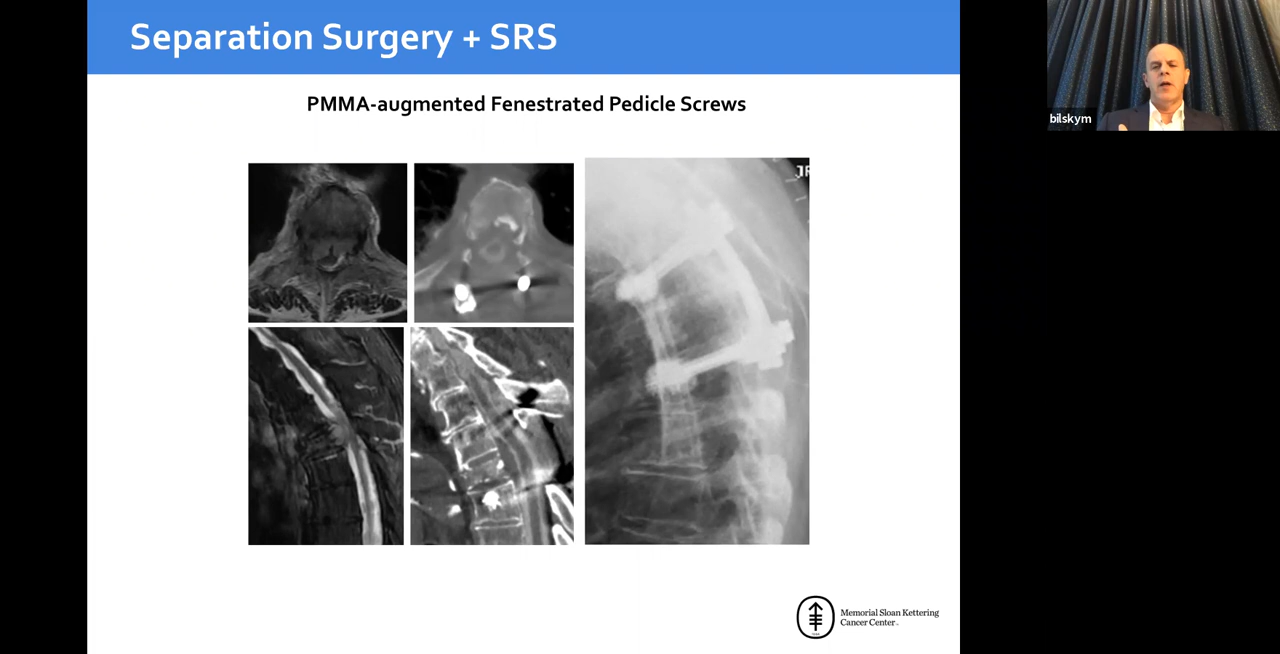 Separation Surgery + SRS
bilskym
PMMA-augmented Fenestrated Pedicle Screws
Memorial Sloan Kettering
Cancer Center